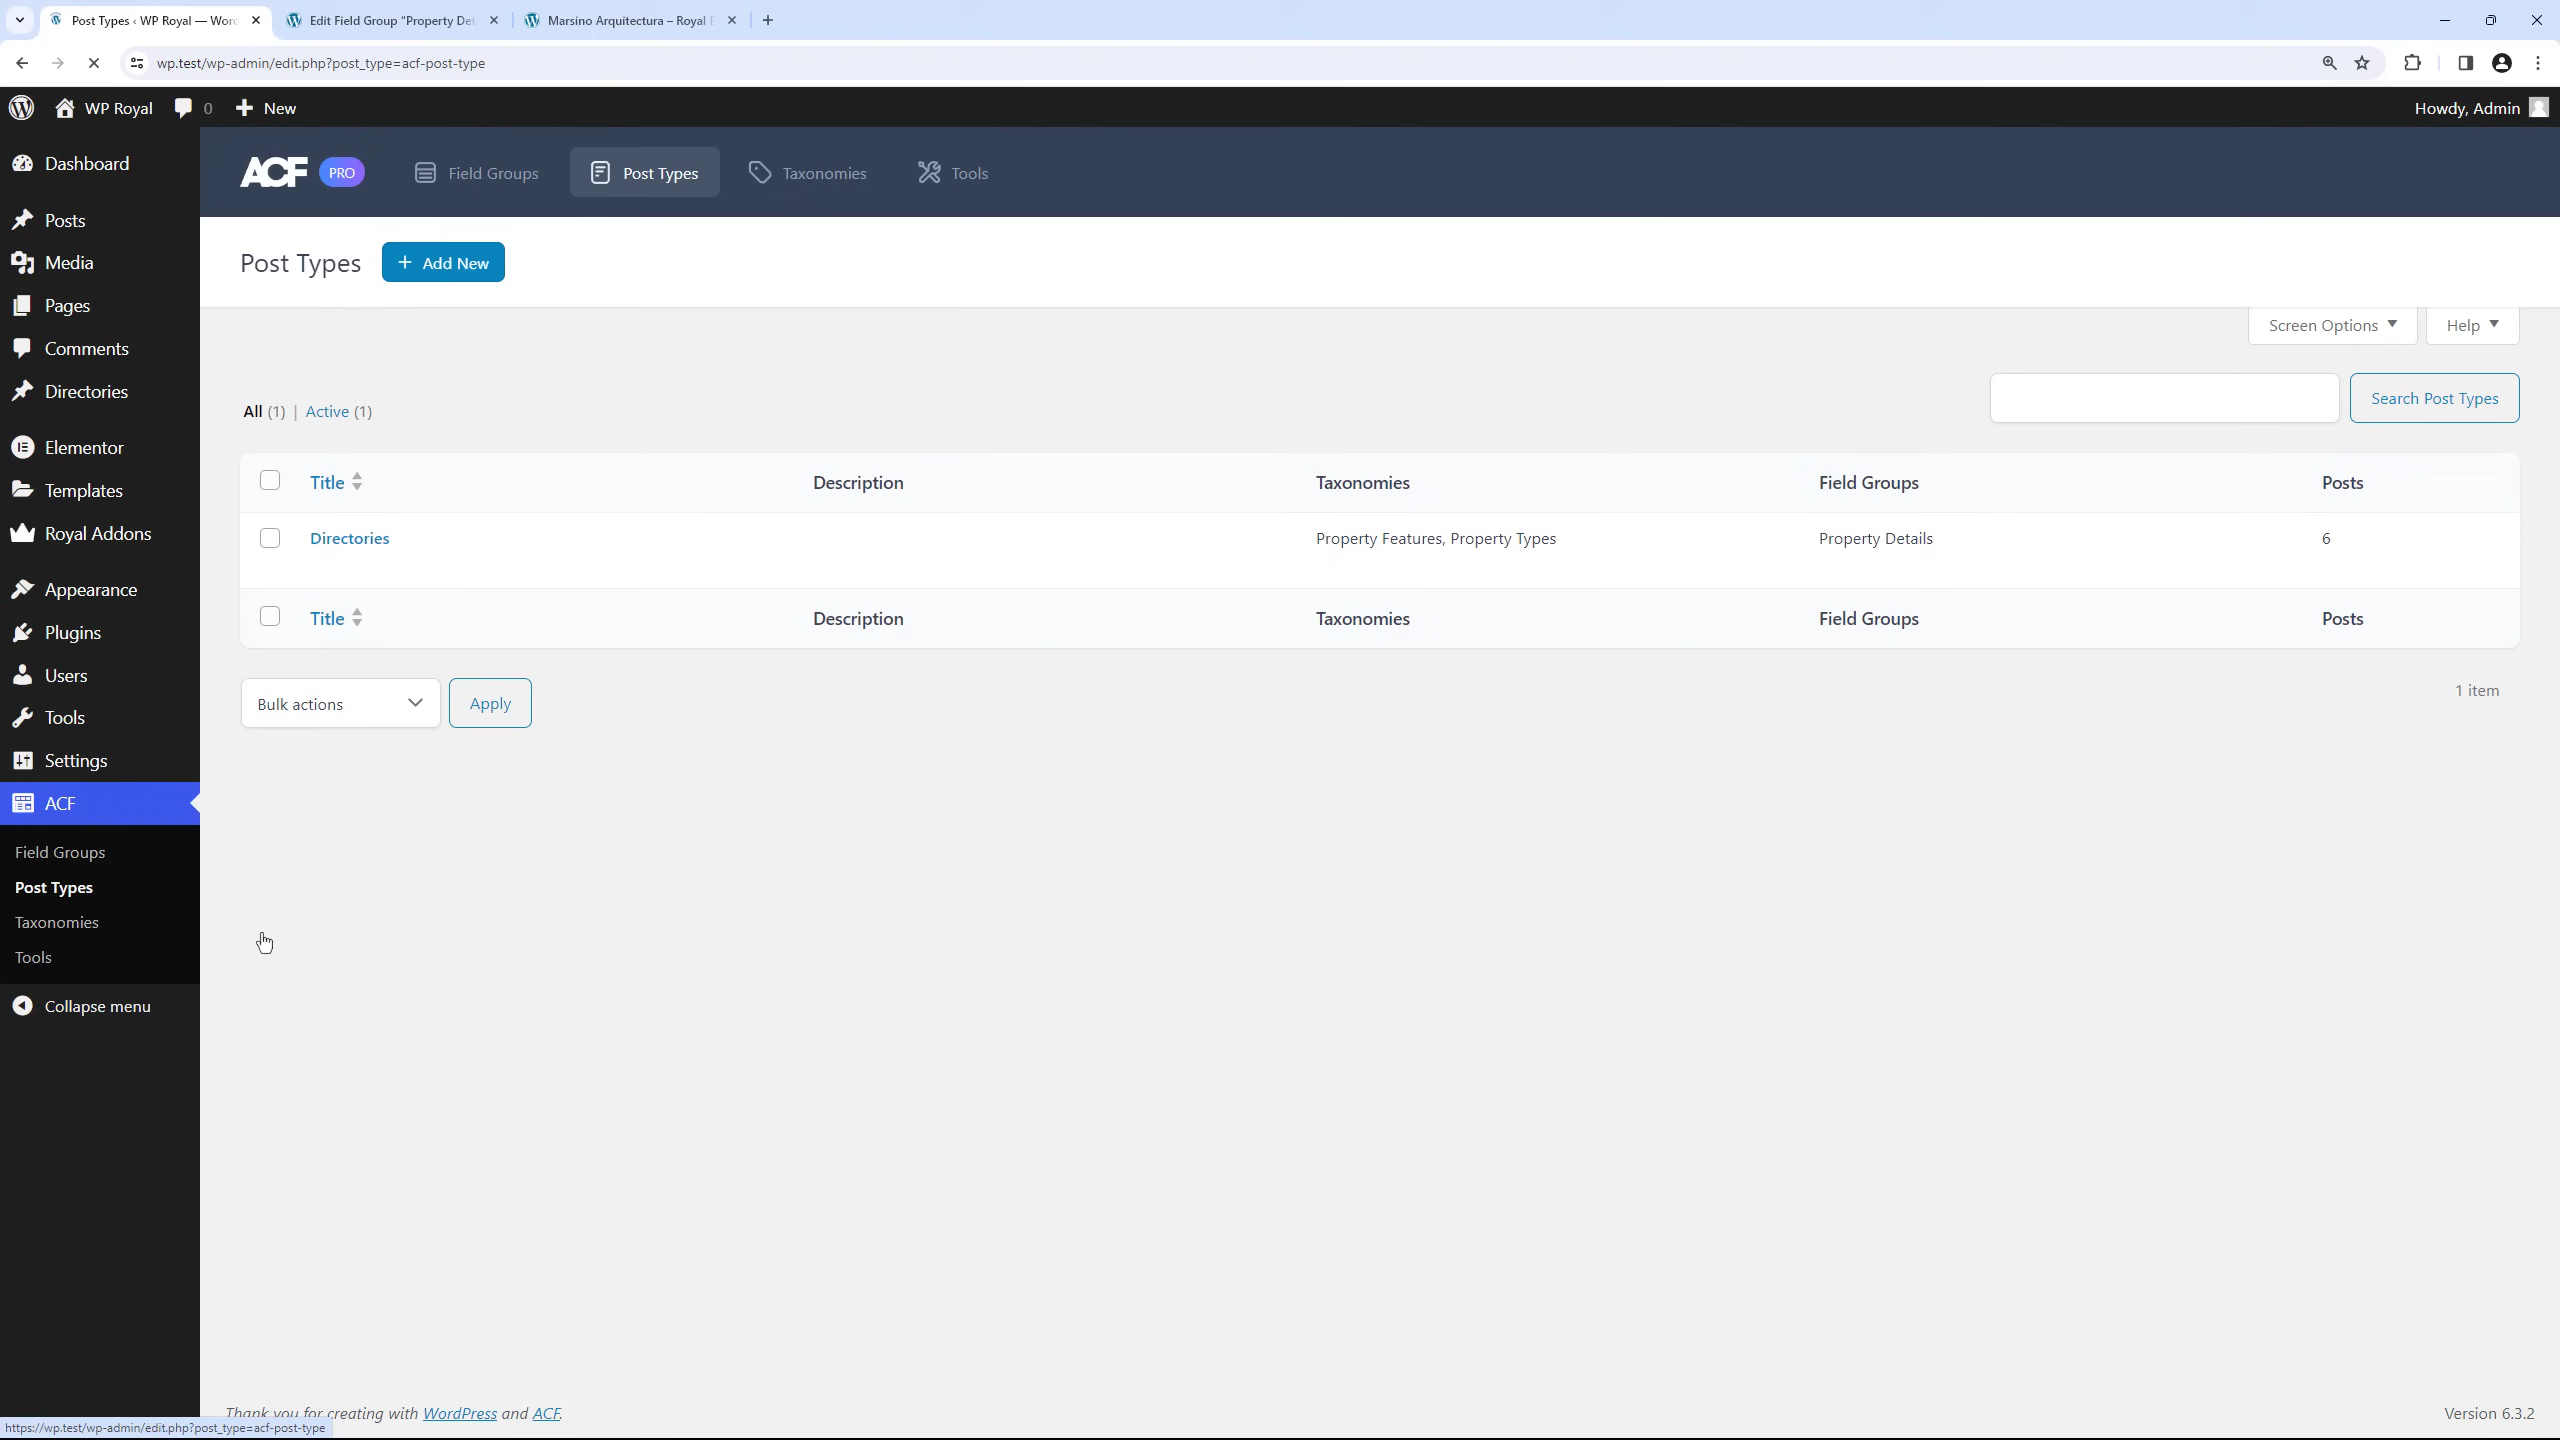 Post Types ‹ WP Royal — Wor
Edit Field Group "Property Det
Marsino Arquitectura – Royal E
wp.test/wp-admin/edit.php?post_type=acf-post-type
WP Royal
0
New
Howdy, Admin
Dashboard
Posts
Media
Pages
Comments
Directories
Elementor
Templates
Royal Addons
Appearance
Plugins
Users
Tools
Settings
ACF
Field Groups
Post Types
Taxonomies
Tools
Collapse menu
ACF PRO
Field Groups
Post Types
Taxonomies
Tools
Post Types
+ Add New
Screen Options
Help
All (1) | Active (1)
Search Post Types
Title Description Taxonomies Field Groups Posts
Directories Property Features, Property Types Property Details 6
Title Description Taxonomies Field Groups Posts
Bulk actions
Apply
1 item
Thank you for creating with WordPress and ACF.
Version 6.3.2
https://wp.test/wp-admin/edit.php?post_type=acf-post-type